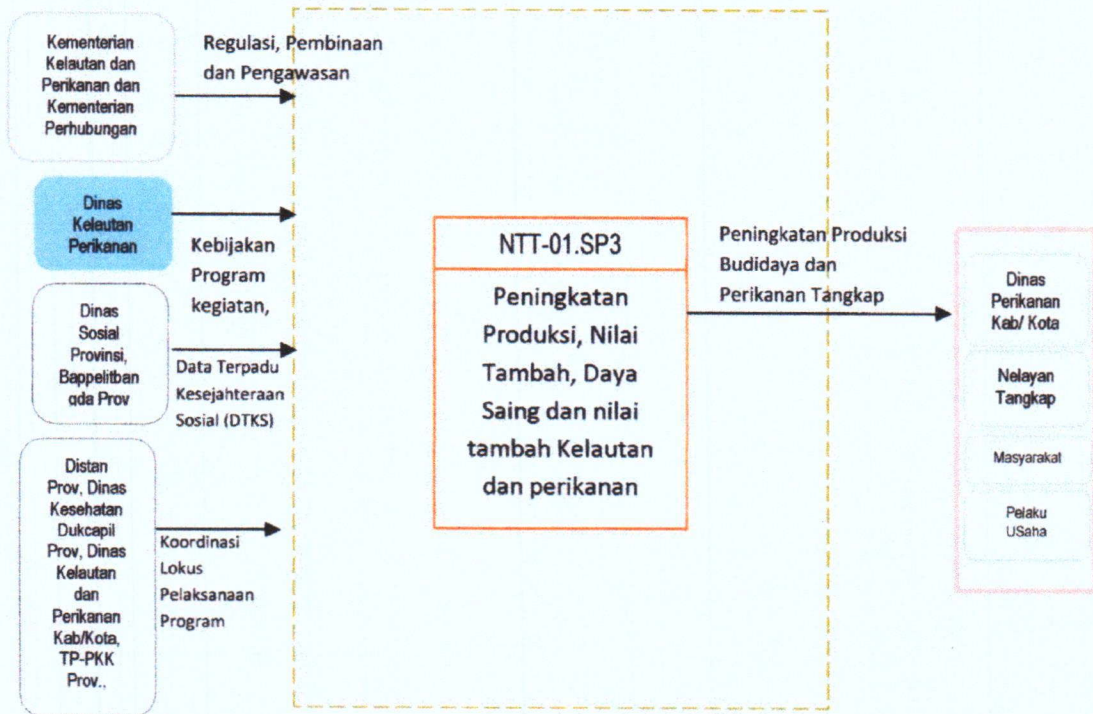 Kementerian
Kelautan dan
Perikanan dan
Kementerian
Perhubungan
Regulasi, Pembinaan
dan Pengawasan
Dinas
Kelautan
Perikanan
Kebijakan
Program
kegiatan,
Dinas
Sosial
Provinsi,
Bappelitban
gda Prov
Data Terpadu
Kesejahteraan
Sosial (DTKS)
Distan
Prov, Dinas
Kesehatan
Dukcapil
Prov, Dinas
Kelautan
dan
Perikanan
Kab/Kota,
TP-PKK
Prov..
Koordinasi
Lokus
Pelaksanaan
Program
NTT-01.SP3
Peningkatan
Produksi, Nilai
Tambah, Daya
Saing dan nilai
tambah Kelautan
dan perikanan
Peningkatan Produksi
Budidaya dan
Perikanan Tangkap
Dinas
Perikanan
Kab/ Kota
Nelayan
Tangkap
Masyarakat
Pelaku
USaha